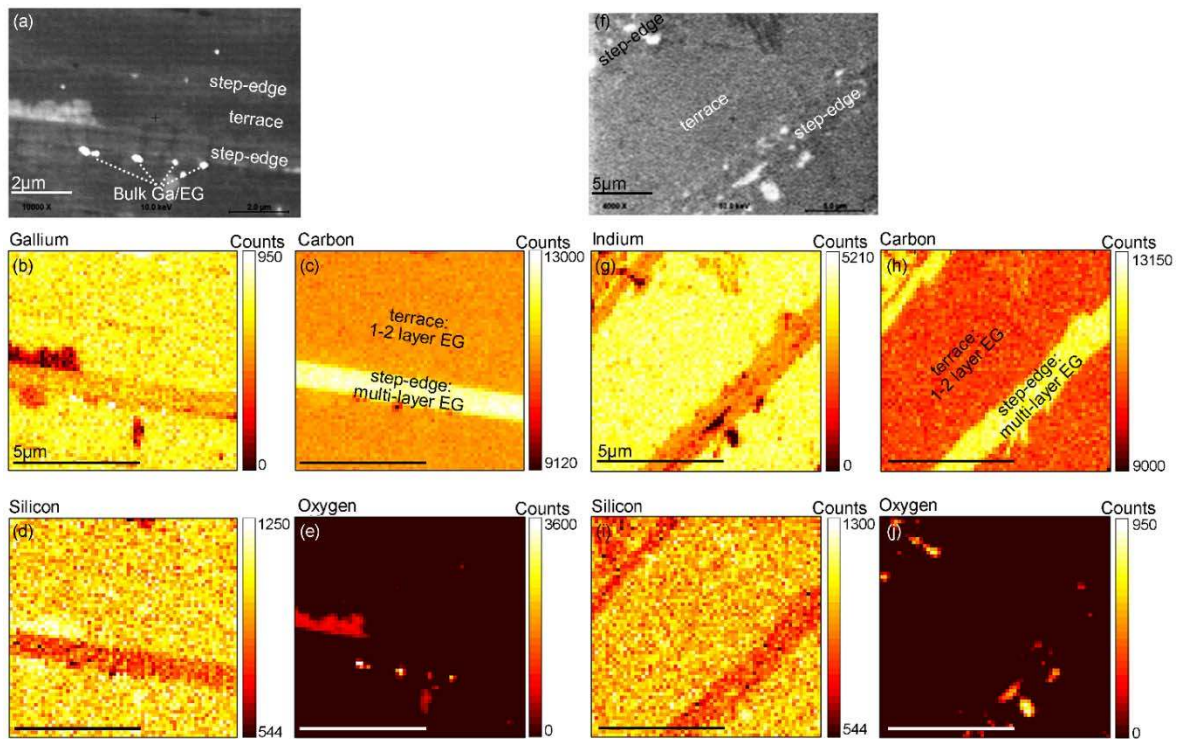 (a)
step-edge
terrace
step-edge
Bulk Ga/EG
2µm
10000 X
10.0 keV
2.0 µm
(f)
step-edge
terrace
step-edge
5µm
4000 X
5.0 µm
Gallium
Counts
(b)
950
0
5µm
Carbon
Counts
(c)
13000
9120
terrace:
1-2 layer EG
step-edge:
multi-layer EG
Indium
Counts
(g)
5210
0
5µm
Carbon
Counts
(h)
13150
9000
terrace:
1-2 layer EG
step-edge:
multi-layer EG
Silicon
Counts
(d)
1250
544
Oxygen
Counts
(e)
3600
0
Silicon
Counts
(i)
1300
544
Oxygen
Counts
(j)
950
0